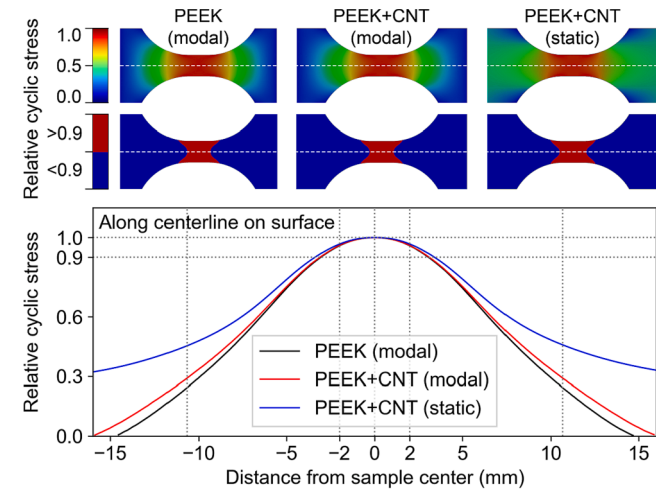 PEEK
(modal)
PEEK+CNT
(modal)
PEEK+CNT
(static)
Relative cyclic stress
1.0
0.5
0.0
>0.9
<0.9
Along centerline on surface
Relative cyclic stress
1.0
0.9
0.6
0.3
0.0
PEEK (modal)
PEEK+CNT (modal)
PEEK+CNT (static)
−15 −10 −5 −2 0 2 5 10 15
Distance from sample center (mm)